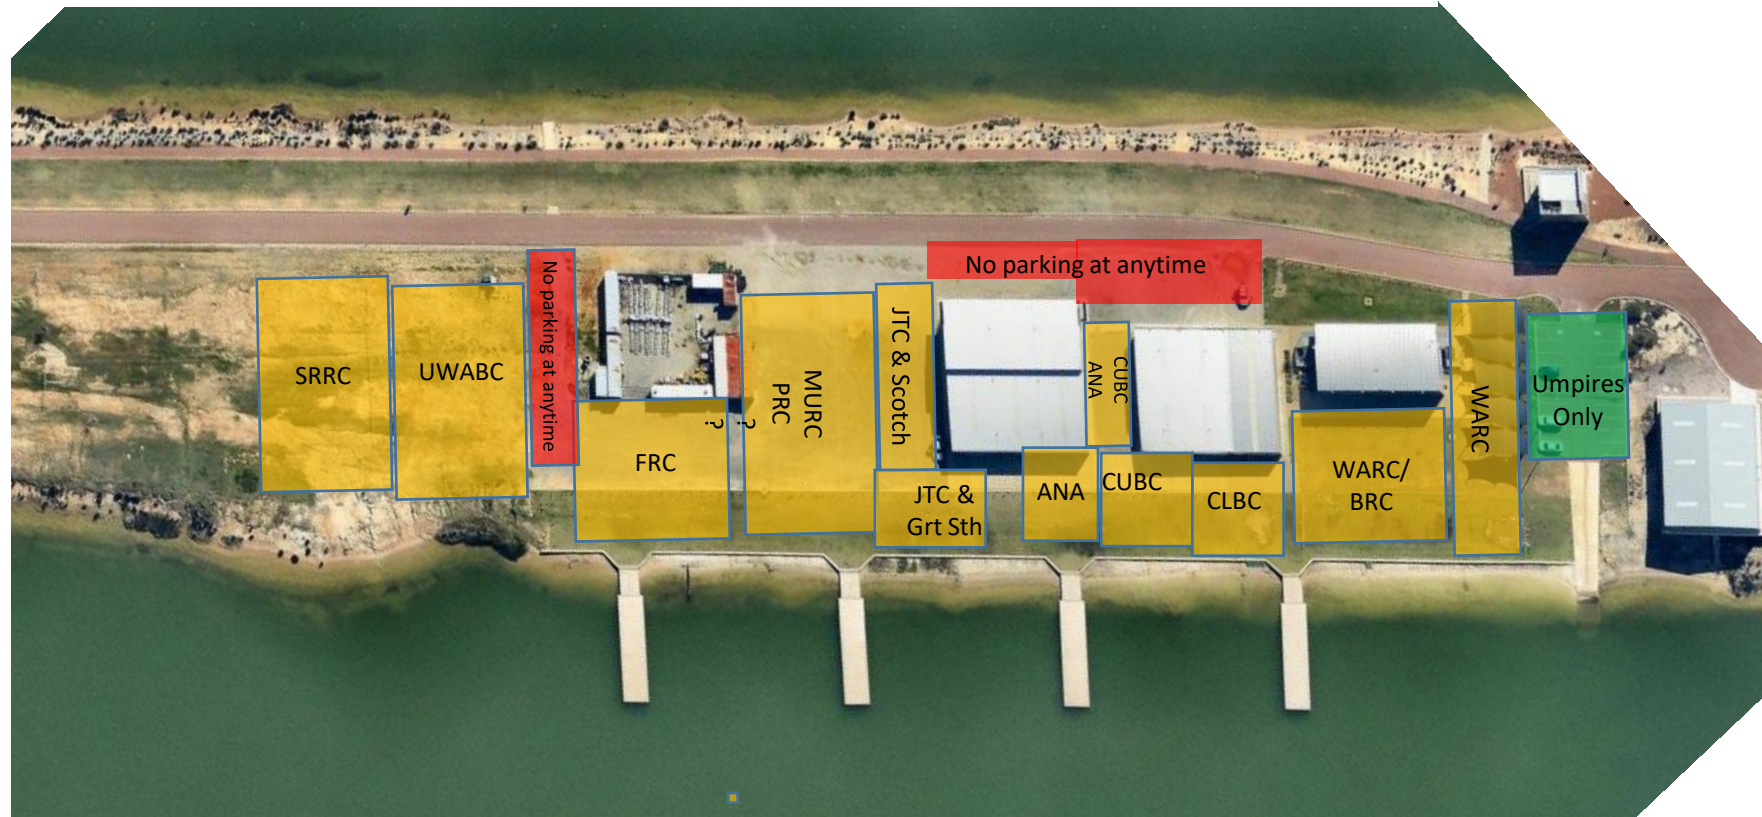 No parking at anytime
No parking at anytime
SRRC
UWABC
FRC
?
?
MURC
PRC
JTC & Scotch
JTC &
Grt Sth
CUBC
ANA
ANA
CUBC
CLBC
WARC/
BRC
WARC
Umpires
Only